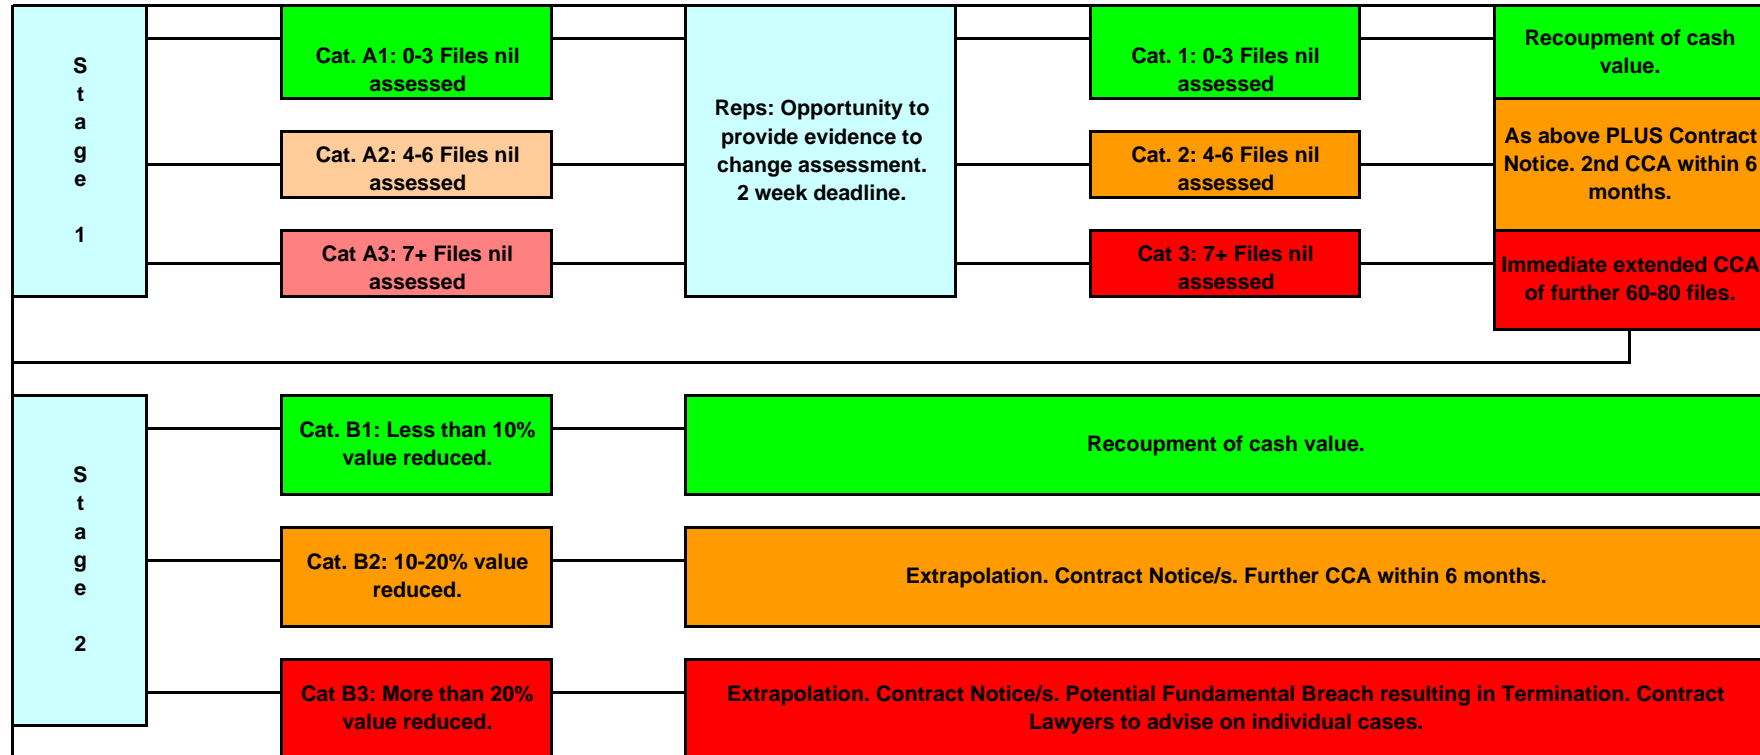 Stage 1
Cat. A1: 0-3 Files nil
assessed
Cat. A2: 4-6 Files nil
assessed
Cat A3: 7+ Files nil
assessed
Reps: Opportunity to
provide evidence to
change assessment.
2 week deadline.
Cat. 1: 0-3 Files nil
assessed
Cat. 2: 4-6 Files nil
assessed
Cat 3: 7+ Files nil
assessed
Recoupment of cash
value.
As above PLUS Contract
Notice. 2nd CCA within 6
months.
Immediate extended CCA
of further 60-80 files.
Stage 2
Cat. B1: Less than 10%
value reduced.
Recoupment of cash value.
Cat. B2: 10-20% value
reduced.
Extrapolation. Contract Notice/s. Further CCA within 6 months.
Cat B3: More than 20%
value reduced.
Extrapolation. Contract Notice/s. Potential Fundamental Breach resulting in Termination. Contract
Lawyers to advise on individual cases.